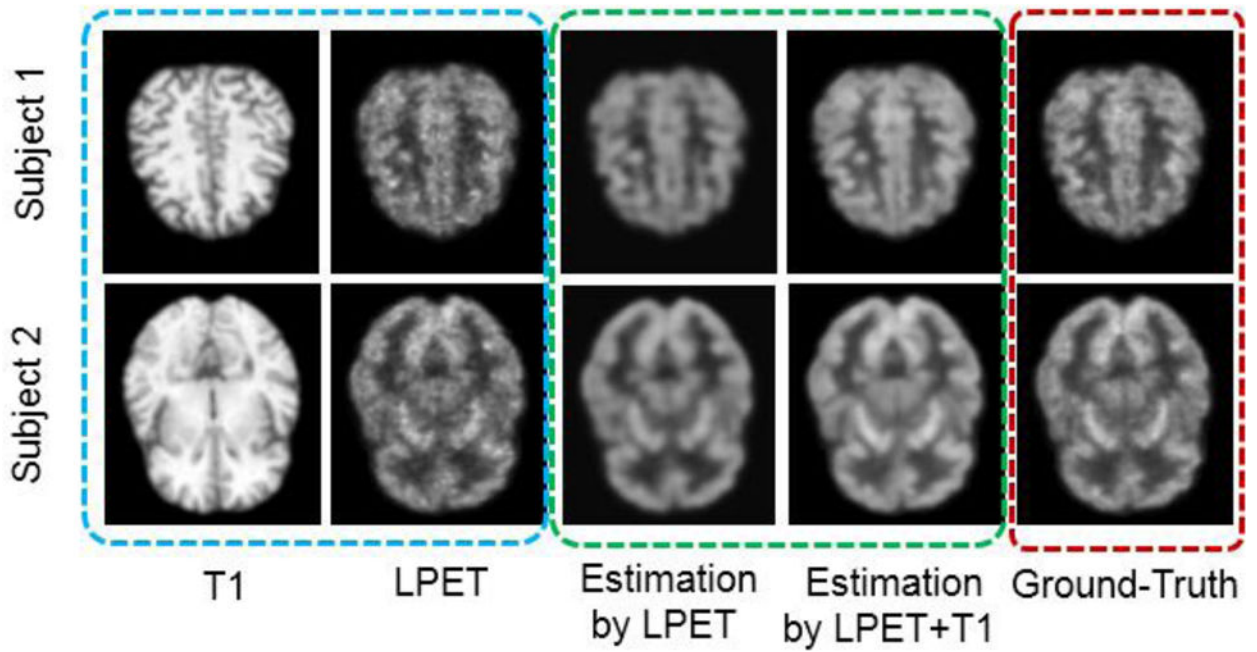 Subject 1
Subject 2
T1
LPET
Estimation
by LPET
Estimation
by LPET+T1
Ground-Truth